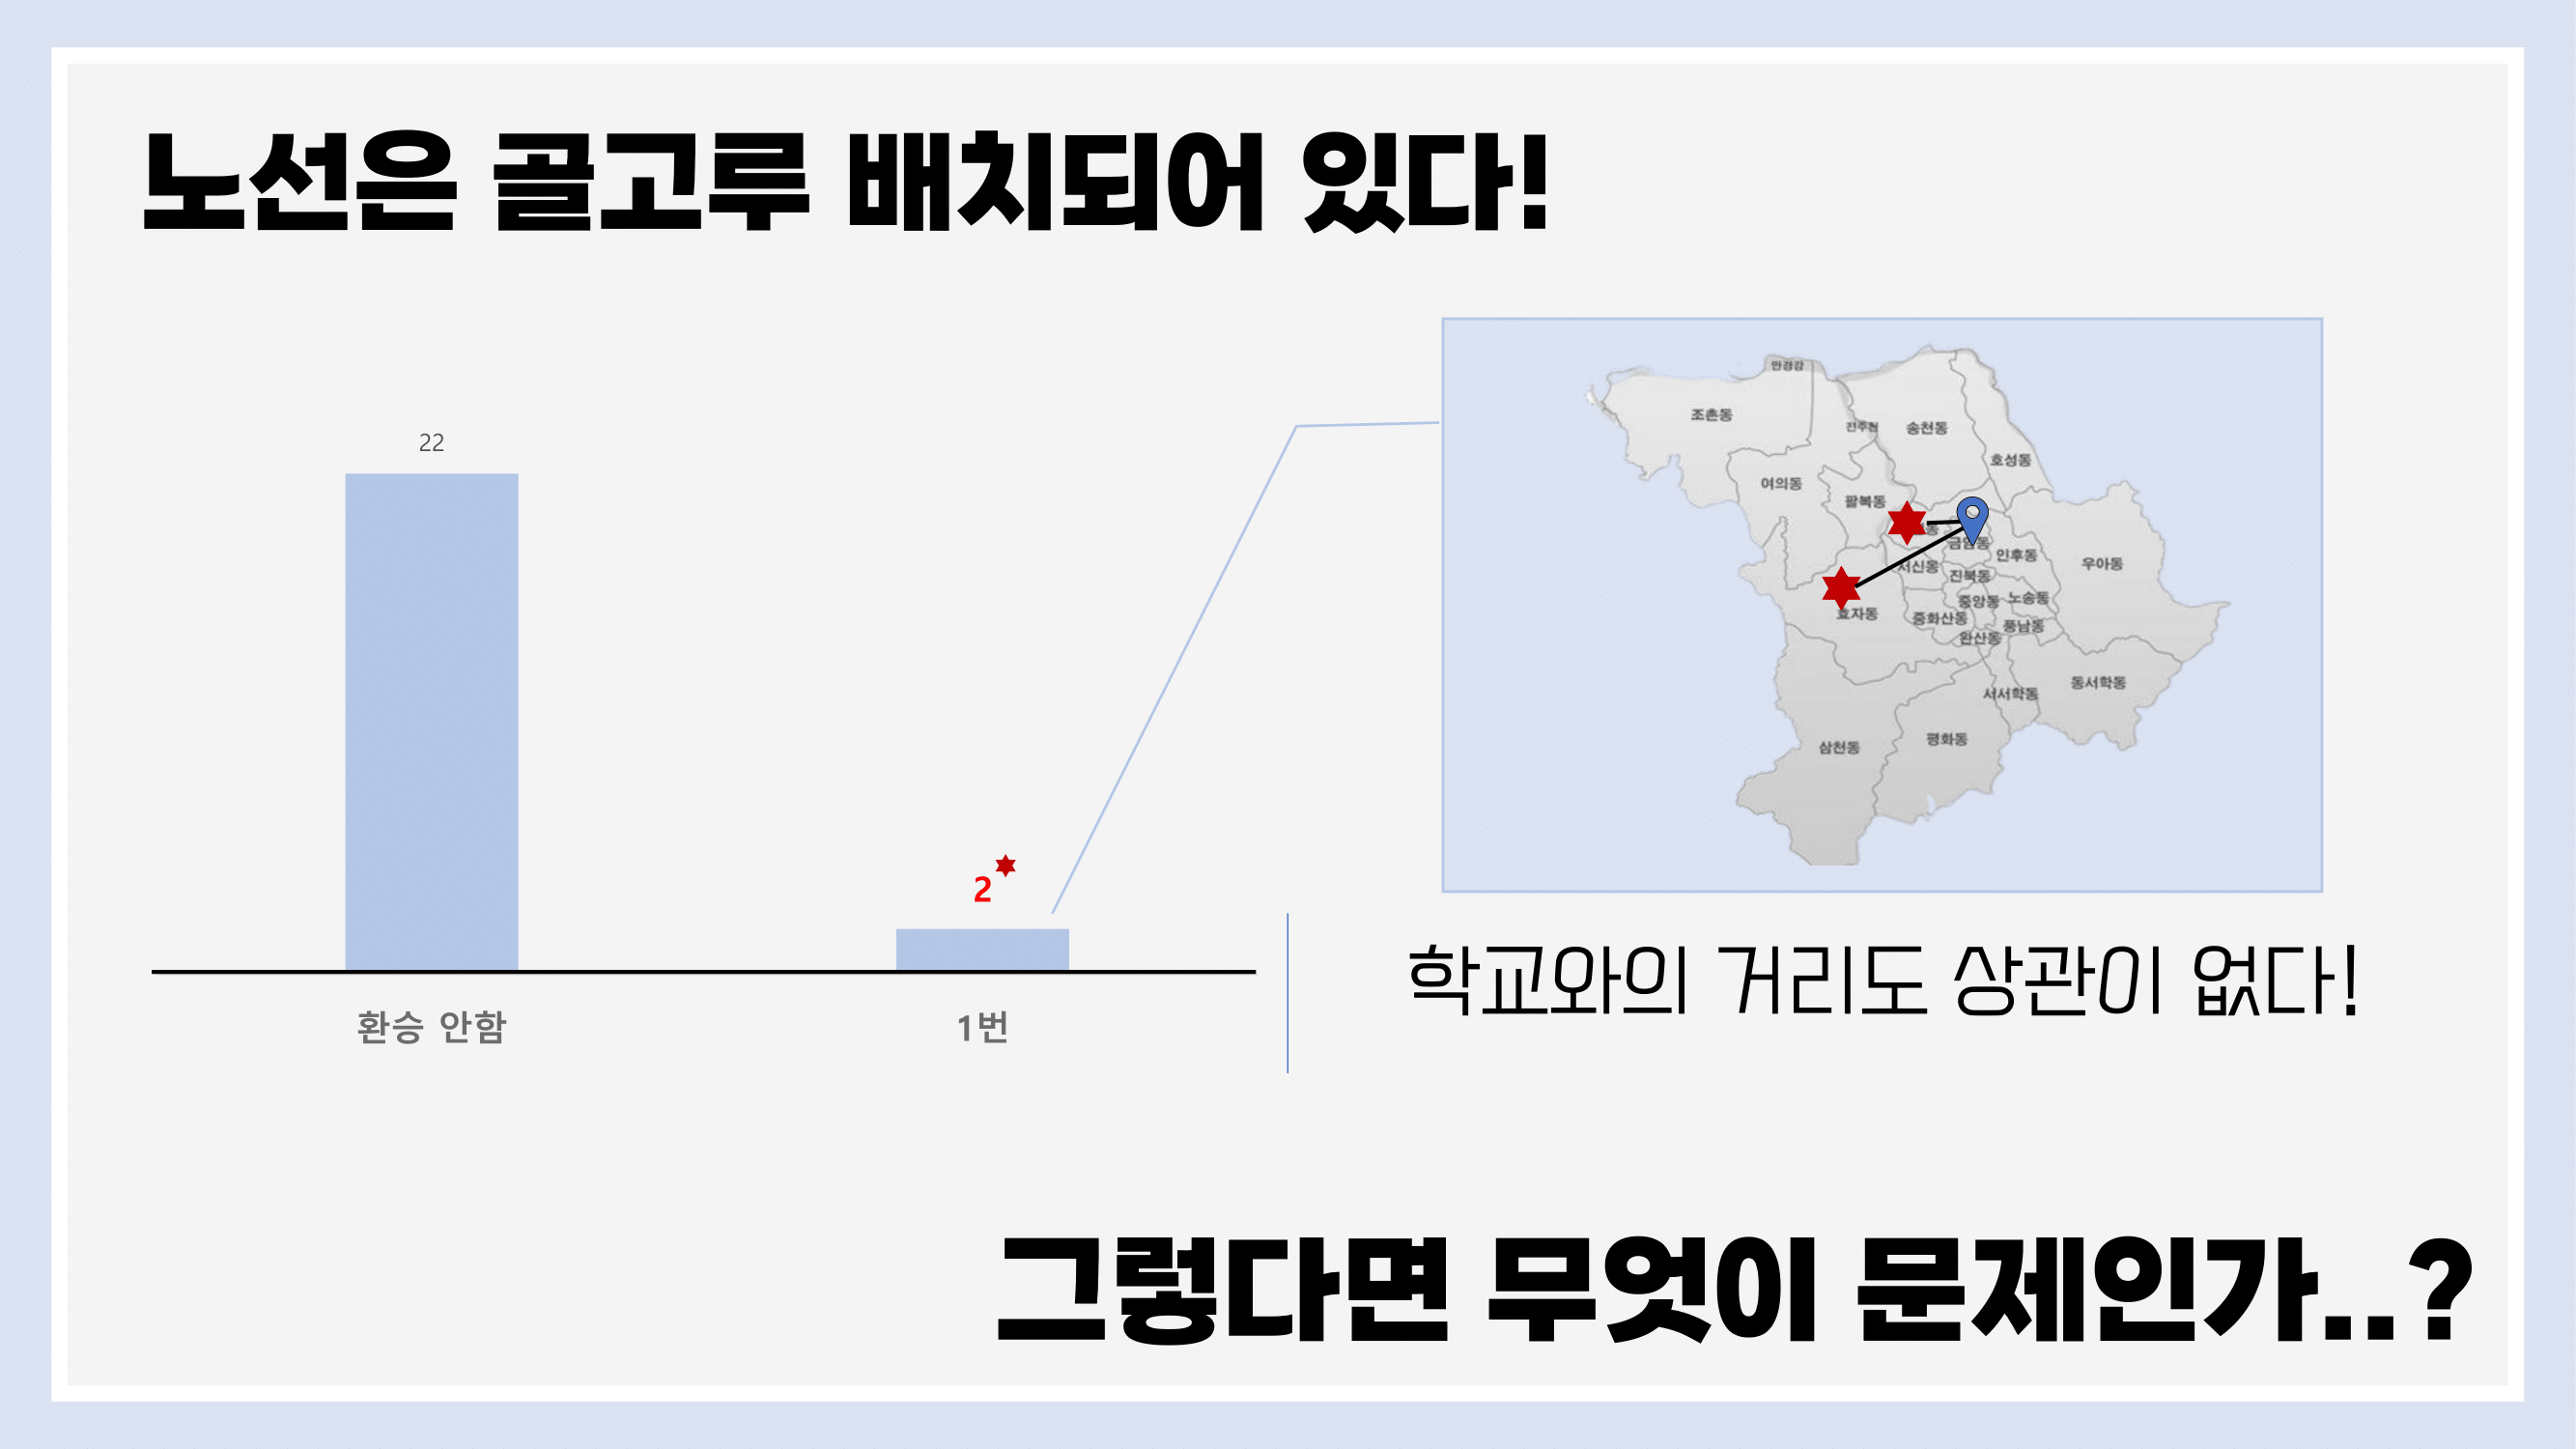 노선은 골고루 배치되어 있다!
22
2
환승 안함
1번
만경강
조촌동
전주천
송천동
호성동
여의동
팔복동
동
금암동
인후동
우아동
서신동
진북동
중앙동
노송동
효자동
중화산동
풍남동
완산동
서서학동
동서학동
삼천동
평화동
학교와의 거리도 상관이 없다!
그렇다면 무엇이 문제인가..?